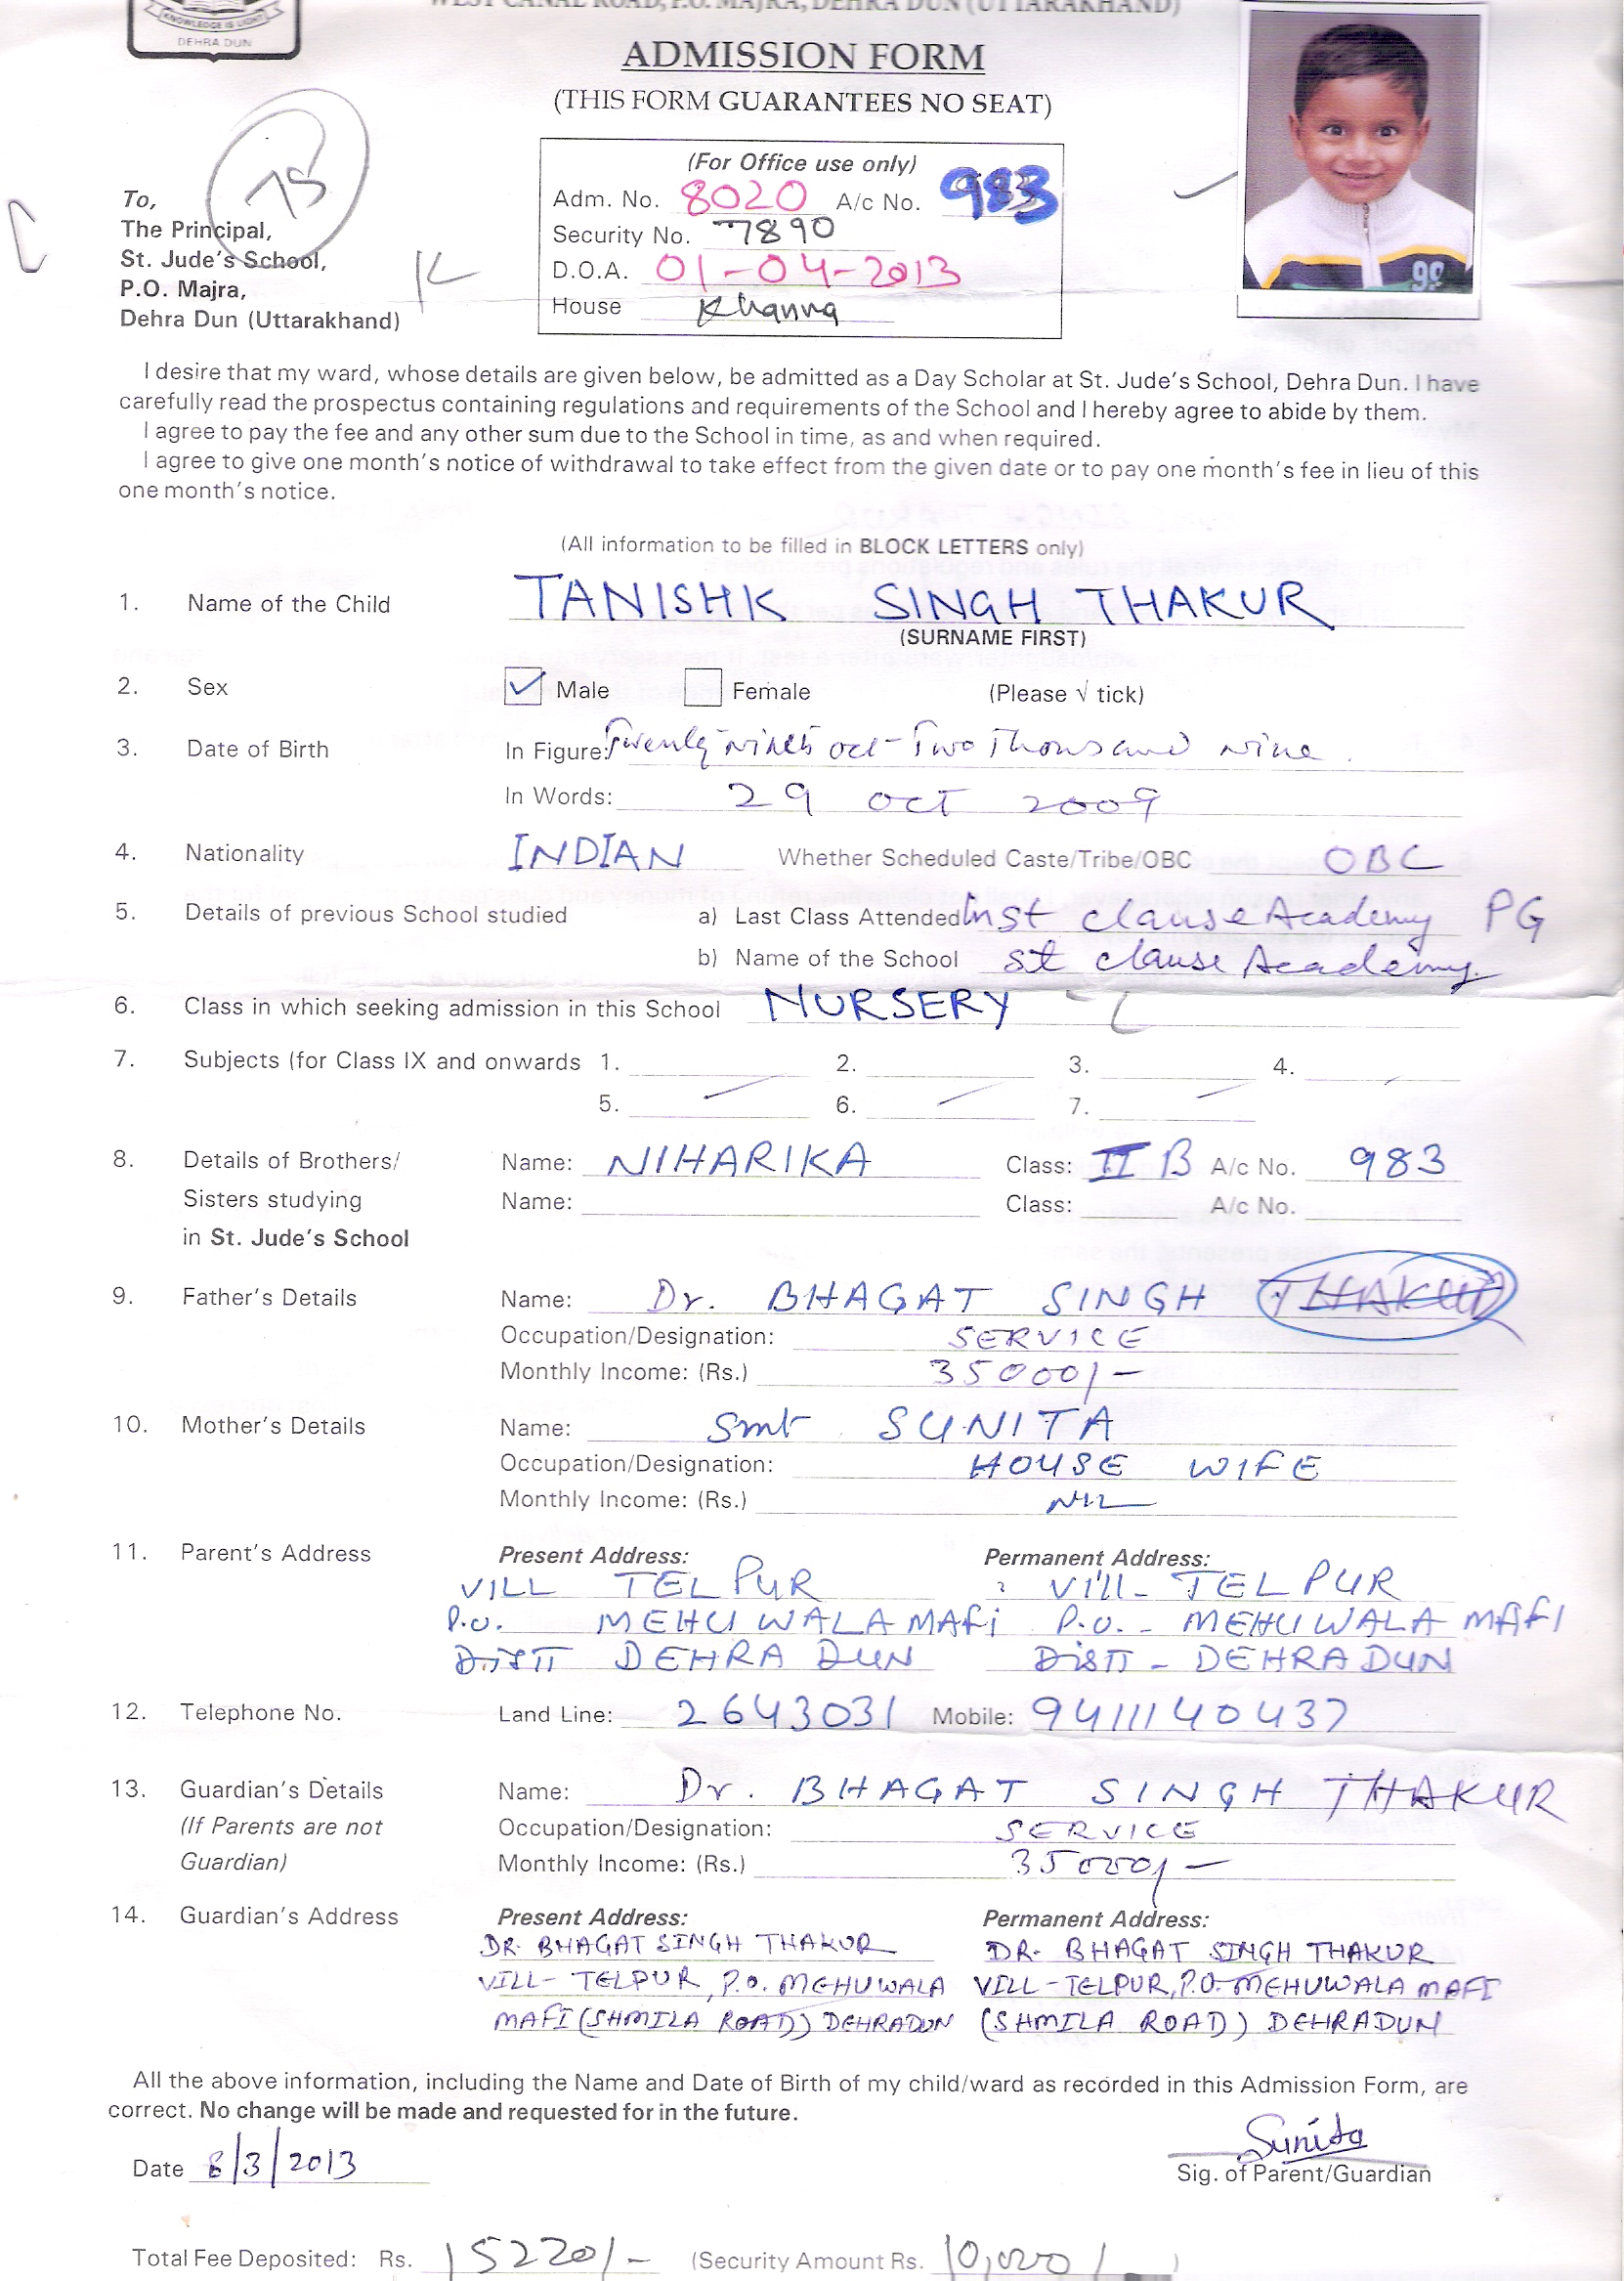 WEST CANAL ROAD, P.O. MAJRA, DEHRA DUN (UTTARAKHAND)
KNOWLEDGE IS LIGHT
DEHRA DUN
ADMISSION FORM
(THIS FORM GUARANTEES NO SEAT)
(For Office use only)
Adm. No. 8020 A/c No. 983
Security No. 7890
D.O.A. 01-04-2013
House Khanna
To,
The Principal,
St. Jude's School,
P.O. Majra,
Dehra Dun (Uttarakhand)
I desire that my ward, whose details are given below, be admitted as a Day Scholar at St. Jude's School, Dehra Dun. I have
carefully read the prospectus containing regulations and requirements of the School and I hereby agree to abide by them.
I agree to pay the fee and any other sum due to the School in time, as and when required.
I agree to give one month's notice of withdrawal to take effect from the given date or to pay one month's fee in lieu of this
one month's notice.
(All information to be filled in BLOCK LETTERS only)
1. Name of the Child TANISHK SINGH THAKUR
(SURNAME FIRST)
2. Sex Male Female (Please √ tick)
3. Date of Birth In Figure: Twenty Ninth oct- Two Thousand nine
In Words: 29 OCT 2009
4. Nationality INDIAN Whether Scheduled Caste/Tribe/OBC OBC
5. Details of previous School studied a) Last Class Attended In st clause Academy PG
b) Name of the School st clause Academy
6. Class in which seeking admission in this School NURSERY
7. Subjects (for Class IX and onwards 1. 2. 3. 4.
5. 6. 7.
8. Details of Brothers/ Name: NIHARIKA Class: II B A/c No. 983
Sisters studying Name: Class: A/c No.
in St. Jude's School
9. Father's Details Name: Dr. BHAGAT SINGH THAKUR
Occupation/Designation: SERVICE
Monthly Income: (Rs.) 35000/-
10. Mother's Details Name: Smt SUNITA
Occupation/Designation: HOUSE WIFE
Monthly Income: (Rs.) NIL
11. Parent's Address Present Address: Permanent Address:
VILL TELPUR Vill- TELPUR
P.O. MEHUWALA MAFi P.O.- MEHUWALA MAFI
DISTT DEHRA DUN DISTT - DEHRADUN
12. Telephone No. Land Line: 2643031 Mobile: 9411140437
13. Guardian's Details Name: Dr. BHAGAT SINGH THAKUR
(If Parents are not Occupation/Designation: SERVICE
Guardian) Monthly Income: (Rs.) 35000/-
14. Guardian's Address Present Address: Permanent Address:
DR. BHAGAT SINGH THAKUR DR. BHAGAT SINGH THAKUR
VILL- TELPUR, P.O. MEHUWALA VILL-TELPUR, P.O. MEHUWALA MAFI
MAFI (SHMILA ROAD) DEHRADUN (SHMILA ROAD) DEHRADUN
All the above information, including the Name and Date of Birth of my child/ward as recorded in this Admission Form, are
correct. No change will be made and requested for in the future.
Sunita
Date 8/3/2013 Sig. of Parent/Guardian
Total Fee Deposited: Rs. 15220/- (Security Amount Rs. 10,000/ )